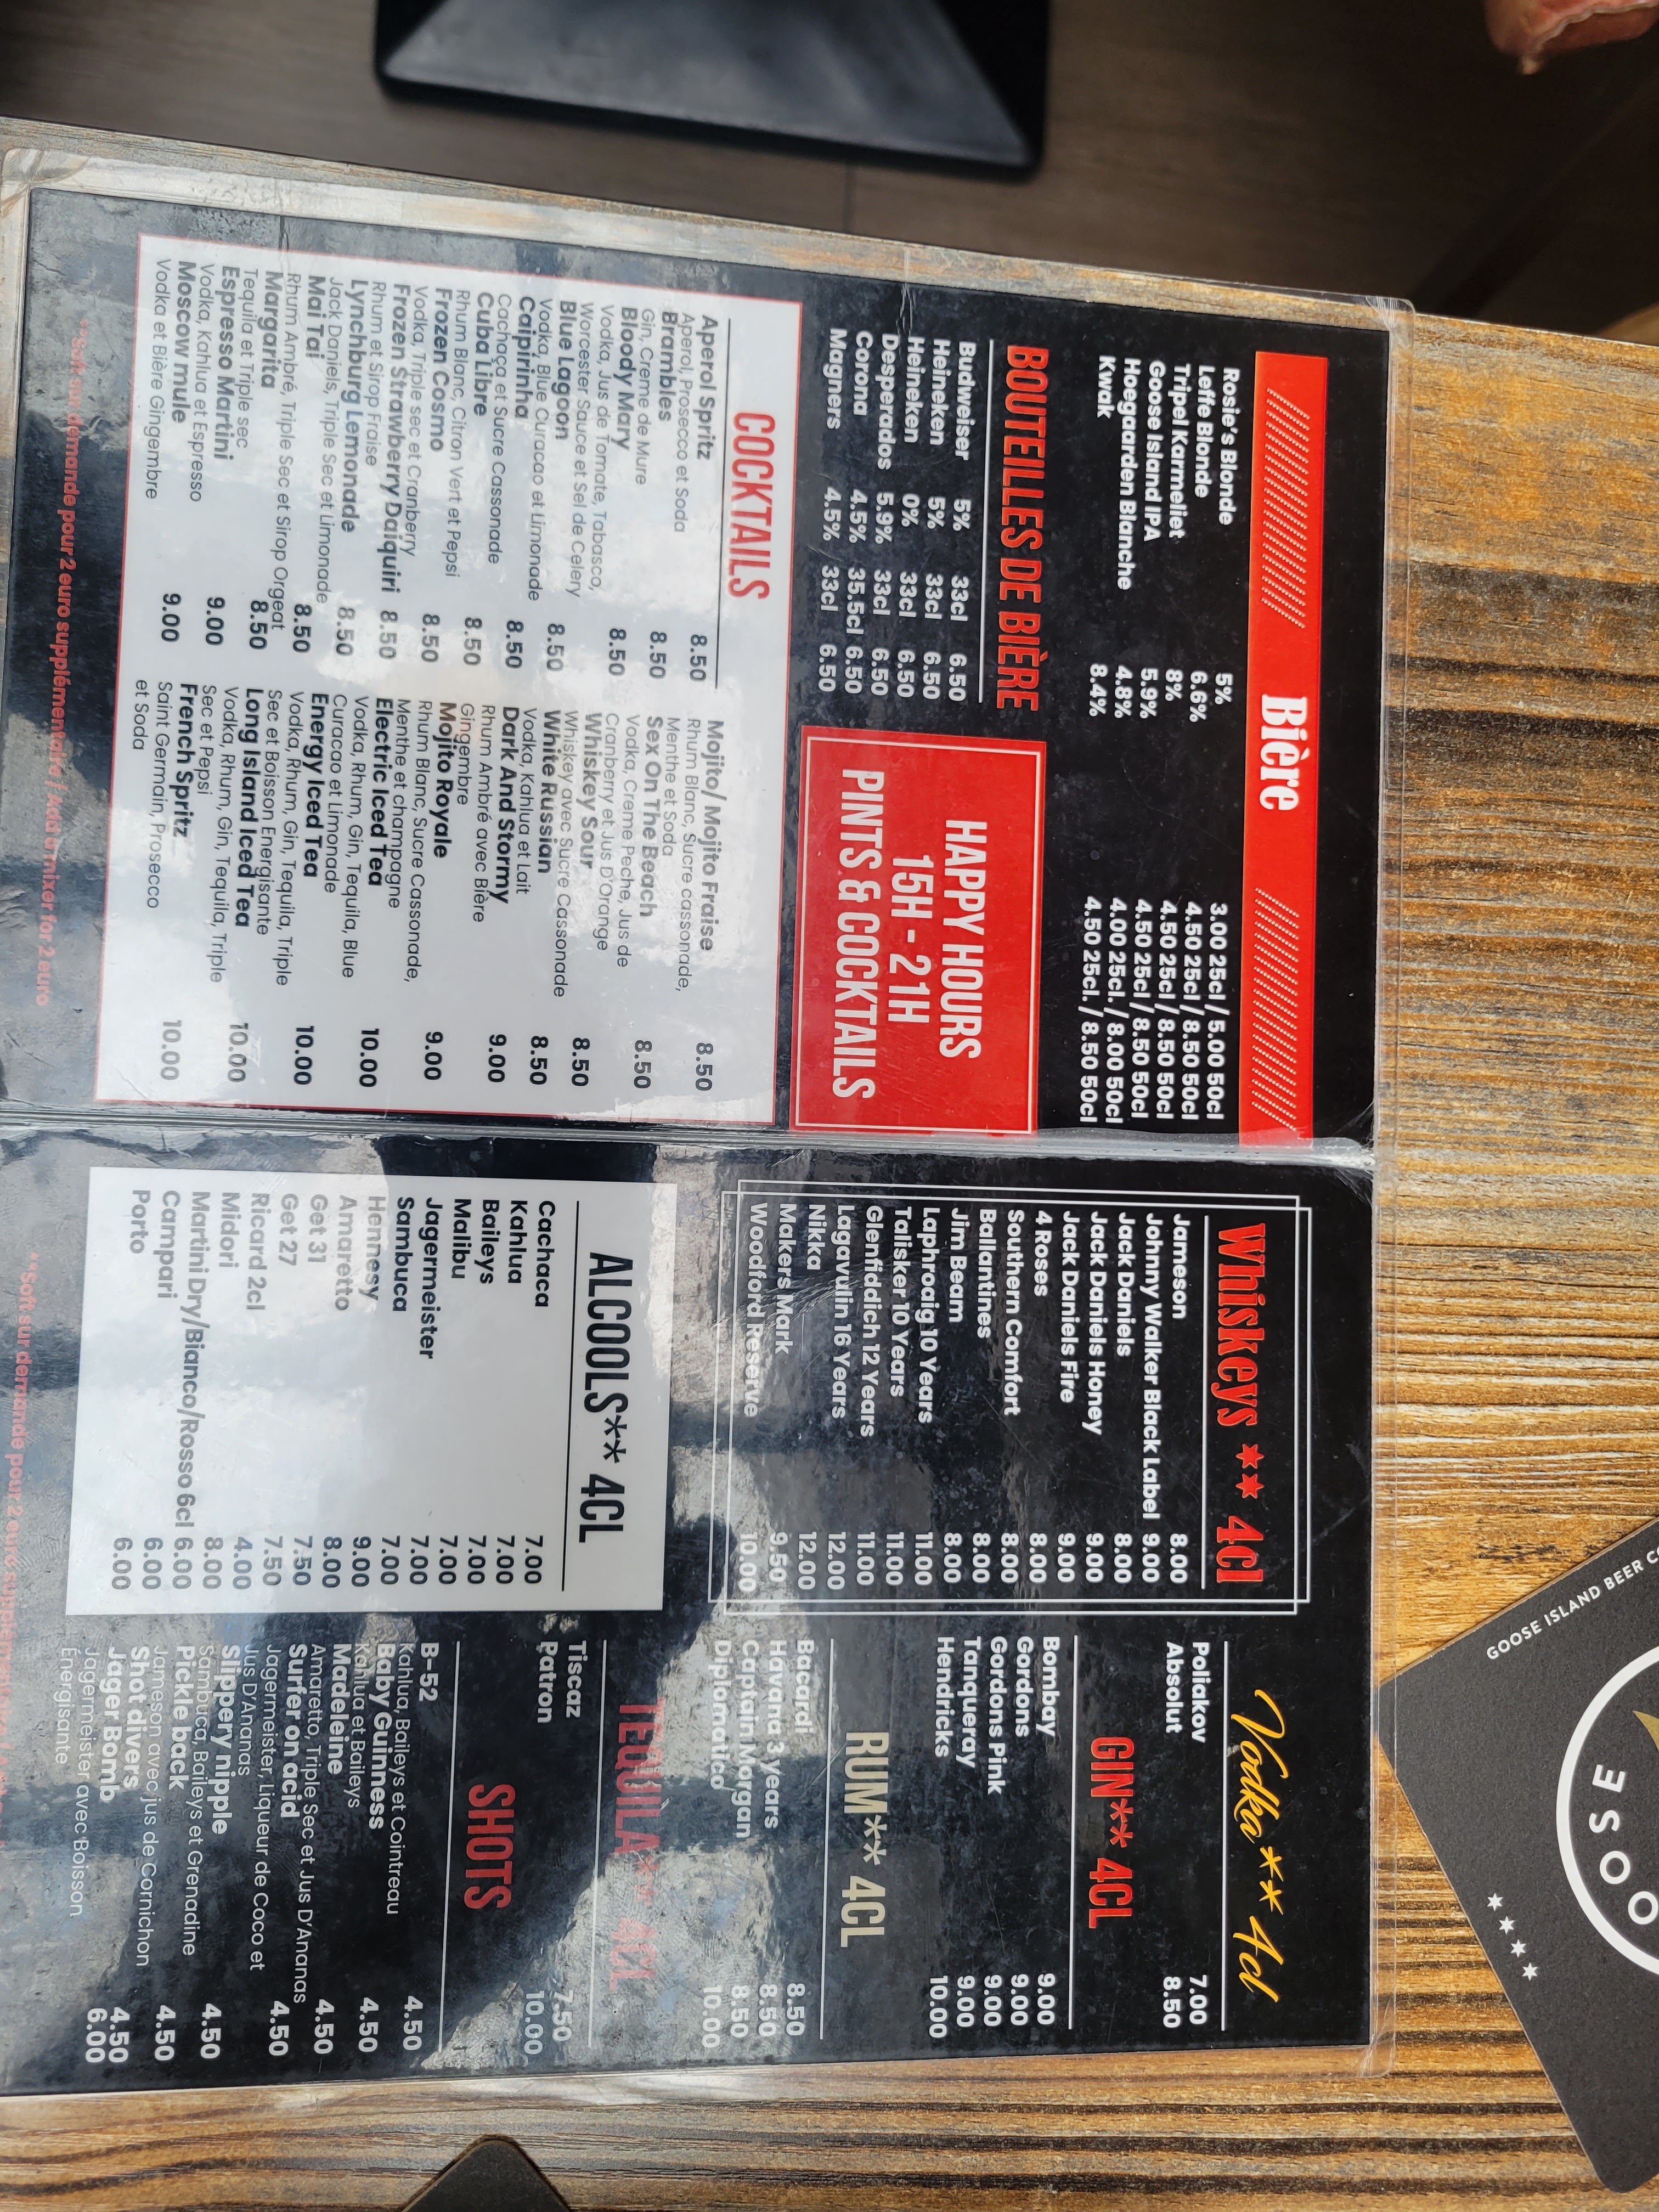 Bière
Rosie's Blonde 5% 3.00 25cl / 5.00 50cl
Leffe Blonde 6.6% 4.50 25cl / 8.50 50cl
Tripel Karmeliet 8% 4.50 25cl / 8.50 50cl
Goose Island IPA 5.9% 4.50 25cl / 8.50 50cl
Hoegaarden Blanche 4.8% 4.00 25cl. / 8.00 50cl
Kwak 8.4% 4.50 25cl. / 8.50 50cl
BOUTEILLES DE BIÈRE
Budweiser 5% 33cl 6.50
Heineken 5% 33cl 6.50
Heineken 0% 33cl 6.50
Desperados 5.9% 33cl 6.50
Corona 4.5% 35.5cl 6.50
Magners 4.5% 33cl 6.50
HAPPY HOURS
15H - 21H
PINTS & COCKTAILS
COCKTAILS
Aperol Spritz 8.50
Aperol, Prosecco et Soda
Brambles 8.50
Gin, Creme de Mure
Bloody Mary 8.50
Vodka, Jus de Tomate, Tabasco,
Worcester Sauce et Sel de Celery
Blue Lagoon 8.50
Vodka, Blue Curacao et Limonade
Caipirinha 8.50
Cachaça et Sucre Cassonade
Cuba Libre 8.50
Rhum Blanc, Citron Vert et Pepsi
Frozen Cosmo 8.50
Vodka, Triple sec et Cranberry
Frozen Strawberry Daiquiri 8.50
Rhum et Sirop Fraise
Lynchburg Lemonade 8.50
Jack Daniels, Triple Sec et Limonade
Mai Tai 8.50
Rhum Ambré, Triple Sec et Sirop Orgeat
Margarita 8.50
Tequila et Triple sec
Espresso Martini 9.00
Vodka, Kahlua et Espresso
Moscow mule 9.00
Vodka et Bière Gingembre
Mojito/ Mojito Fraise 8.50
Rhum Blanc, Sucre cassonade,
Menthe et Soda
Sex On The Beach 8.50
Vodka, Creme Peche, Jus de
Cranberry et Jus D'Orange
Whiskey Sour 8.50
Whiskey avec Sucre Cassonade
White Russian 8.50
Vodka, Kahlua et Lait
Dark And Stormy 9.00
Rhum Ambré avec Bière
Gingembre
Mojito Royale 9.00
Rhum Blanc, Sucre Cassonade,
Menthe et champagne
Electric Iced Tea 10.00
Vodka, Rhum, Gin, Tequila, Blue
Curacao et Limonade
Energy Iced Tea 10.00
Vodka, Rhum, Gin, Tequila, Triple
Sec et Boisson Energisante
Long Island Iced Tea 10.00
Vodka, Rhum, Gin, Tequila, Triple
Sec et Pepsi
French Spritz 10.00
Saint Germain, Prosecco
et Soda
**Soft sur demande pour 2 euro supplémentaire / Add a mixer for 2 euro
Whiskeys ** 4cl
Jameson 8.00
Johnny Walker Black Label 9.00
Jack Daniels 8.00
Jack Daniels Honey 9.00
Jack Daniels Fire 9.00
4 Roses 8.00
Southern Comfort 8.00
Ballantines 8.00
Jim Beam 8.00
Laphroaig 10 Years 11.00
Talisker 10 Years 11.00
Glenfiddich 12 Years 11.00
Lagavulin 16 Years 12.00
Nikka 12.00
Makers Mark 9.50
Woodford Reserve 10.00
ALCOOLS** 4CL
Cachaca 7.00
Kahlua 7.00
Baileys 7.00
Malibu 7.00
Jagermeister 7.00
Sambuca 7.00
Hennesy 9.00
Amaretto 8.00
Get 31 7.50
Get 27 7.50
Ricard 2cl 4.00
Midori 8.00
Martini Dry/Bianco/Rosso 6cl 6.00
Campari 6.00
Porto 6.00
Vodka** 4cl
Poliakov 7.00
Absolut 8.50
GIN** 4CL
Bombay 9.00
Gordons 9.00
Gordons Pink 9.00
Tanqueray 9.00
Hendricks 10.00
RUM** 4CL
Bacardi 8.50
Havana 3 years 8.50
Captain Morgan 8.50
Diplomatico 10.00
TEQUILA** 4CL
Tiscaz 7.50
Patron 10.00
SHOTS
B-52 4.50
Kahlua, Baileys et Cointreau
Baby Guinness 4.50
Kahlua et Baileys
Madeleine 4.50
Amaretto, Triple Sec et Jus D'Ananas
Surfer on acid 4.50
Jaggermeister, Liqueur de Coco et
Jus D'Ananas
Slippery nipple 4.50
Sambuca, Baileys et Grenadine
Pickle back 4.50
Jameson avec jus de Cornichon
Shot divers 4.50
Jager Bomb 6.00
Jaggermeister avec Boisson
Énergisante
**Soft sur demande pour 2 euro
GOOSE ISLAND BEER
OOSE